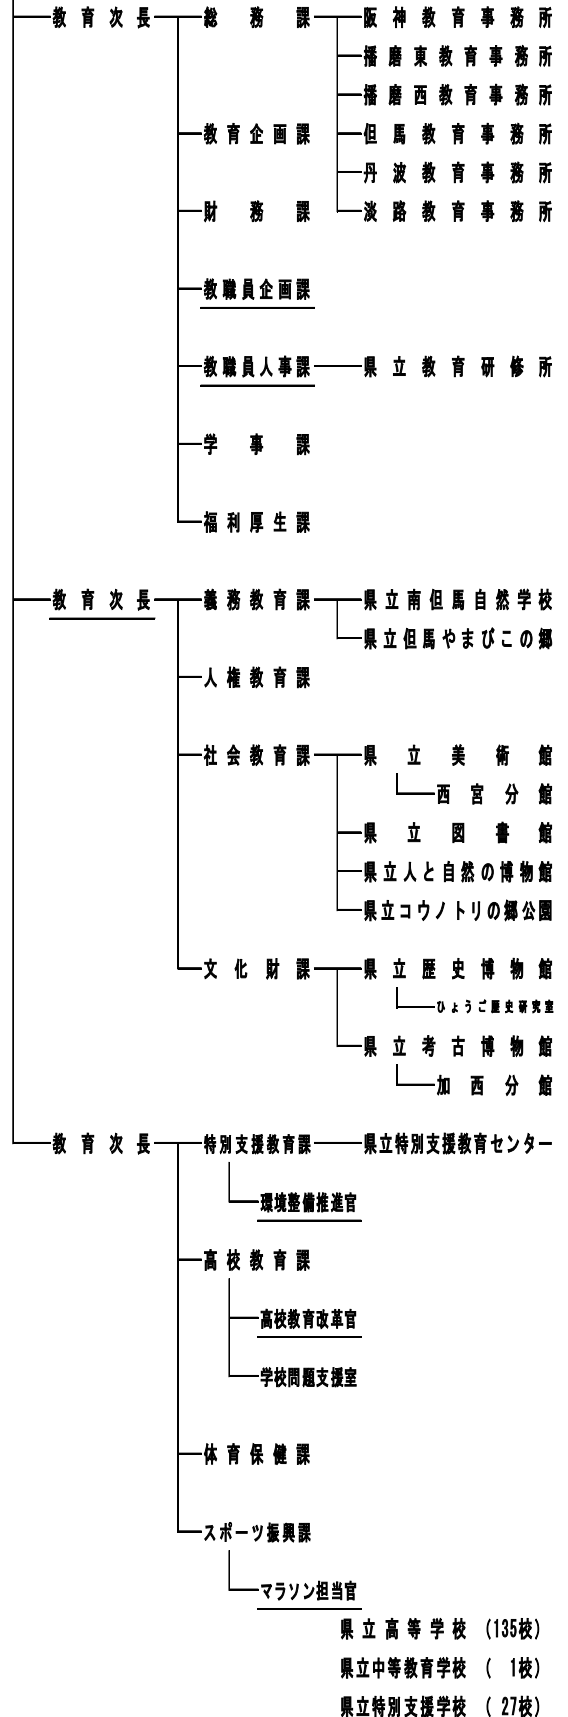 教育次長 総務課 阪神教育事務所
播磨東教育事務所
播磨西教育事務所
教育企画課 但馬教育事務所
丹波教育事務所
財務課 淡路教育事務所
教職員企画課
教職員人事課 県立教育研修所
学事課
福利厚生課
教育次長 義務教育課 県立南但馬自然学校
県立但馬やまびこの郷
人権教育課
社会教育課 県立美術館
西宮分館
県立図書館
県立人と自然の博物館
県立コウノトリの郷公園
文化財課 県立歴史博物館
ひょうご歴史研究室
県立考古博物館
加西分館
教育次長 特別支援教育課 県立特別支援教育センター
環境整備推進官
高校教育課
高校教育改革官
学校問題支援室
体育保健課
スポーツ振興課
マラソン担当官
県立高等学校 (135校)
県立中等教育学校 ( 1校)
県立特別支援学校 ( 27校)